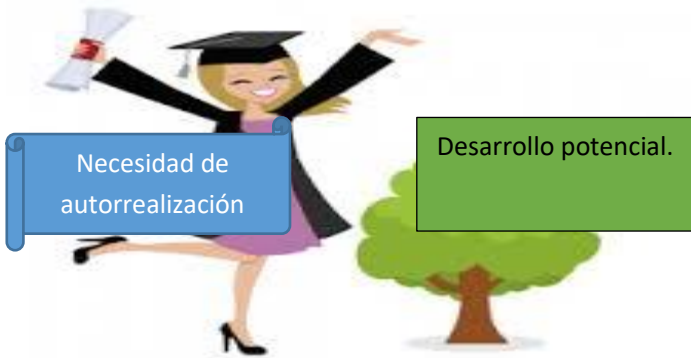 Necesidad de
autorrealización
Desarrollo potencial.